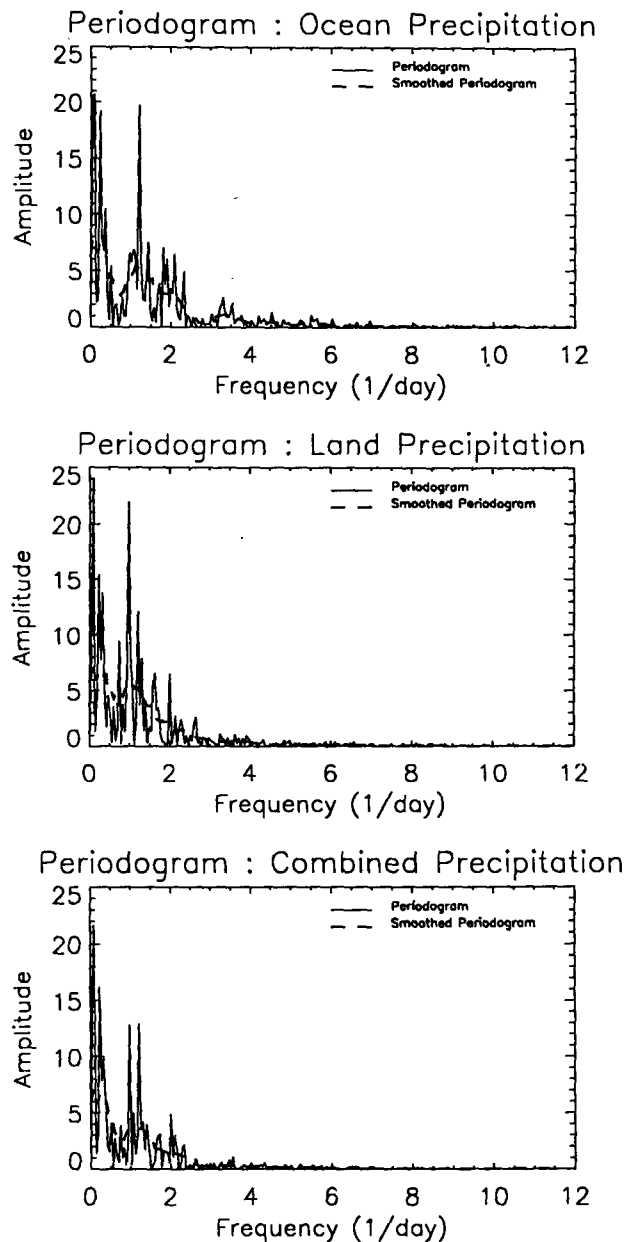 Periodogram : Ocean Precipitation
25
20
15
10
5
0
Amplitude
Periodogram
Smoothed Periodogram
0 2 4 6 8 10 12
Frequency (1/day)
Periodogram : Land Precipitation
25
20
15
10
5
0
Amplitude
Periodogram
Smoothed Periodogram
0 2 4 6 8 10 12
Frequency (1/day)
Periodogram : Combined Precipitation
25
20
15
10
5
0
Amplitude
Periodogram
Smoothed Periodogram
0 2 4 6 8 10 12
Frequency (1/day)